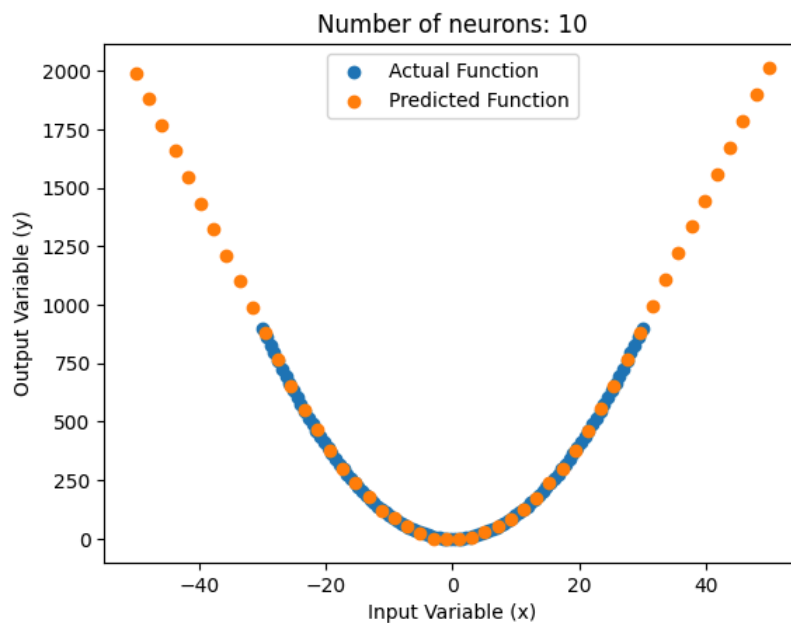 Number of neurons: 10
Actual Function
Predicted Function
2000
1750
1500
1250
1000
750
500
250
0
Output Variable (y)
−40
−20
0
20
40
Input Variable (x)